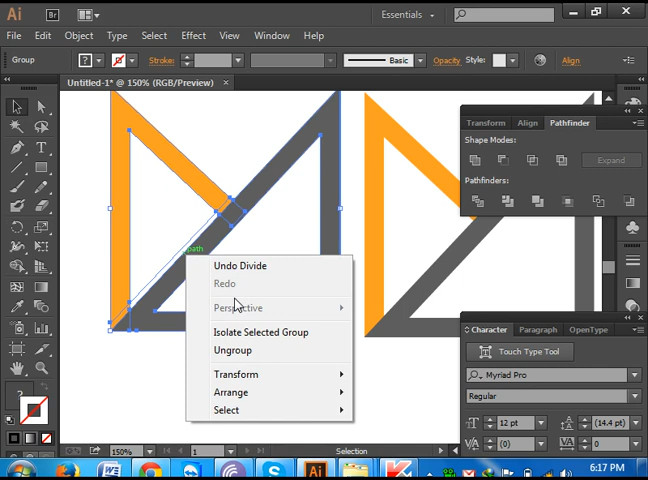 Ai Br Essentials
File Edit Object Type Select Effect View Window Help
Group Stroke: Basic Opacity Style: Align
Untitled-1* @ 150% (RGB/Preview) ×
Transform Align Pathfinder
Shape Modes:
Expand
Pathfinders:
path
Undo Divide
Redo
Perspective
Isolate Selected Group
Ungroup
Transform
Arrange
Select
Character Paragraph OpenType
Touch Type Tool
Myriad Pro
Regular
12 pt (14.4 pt)
(0) 0
150% 1 Selection
6:17 PM